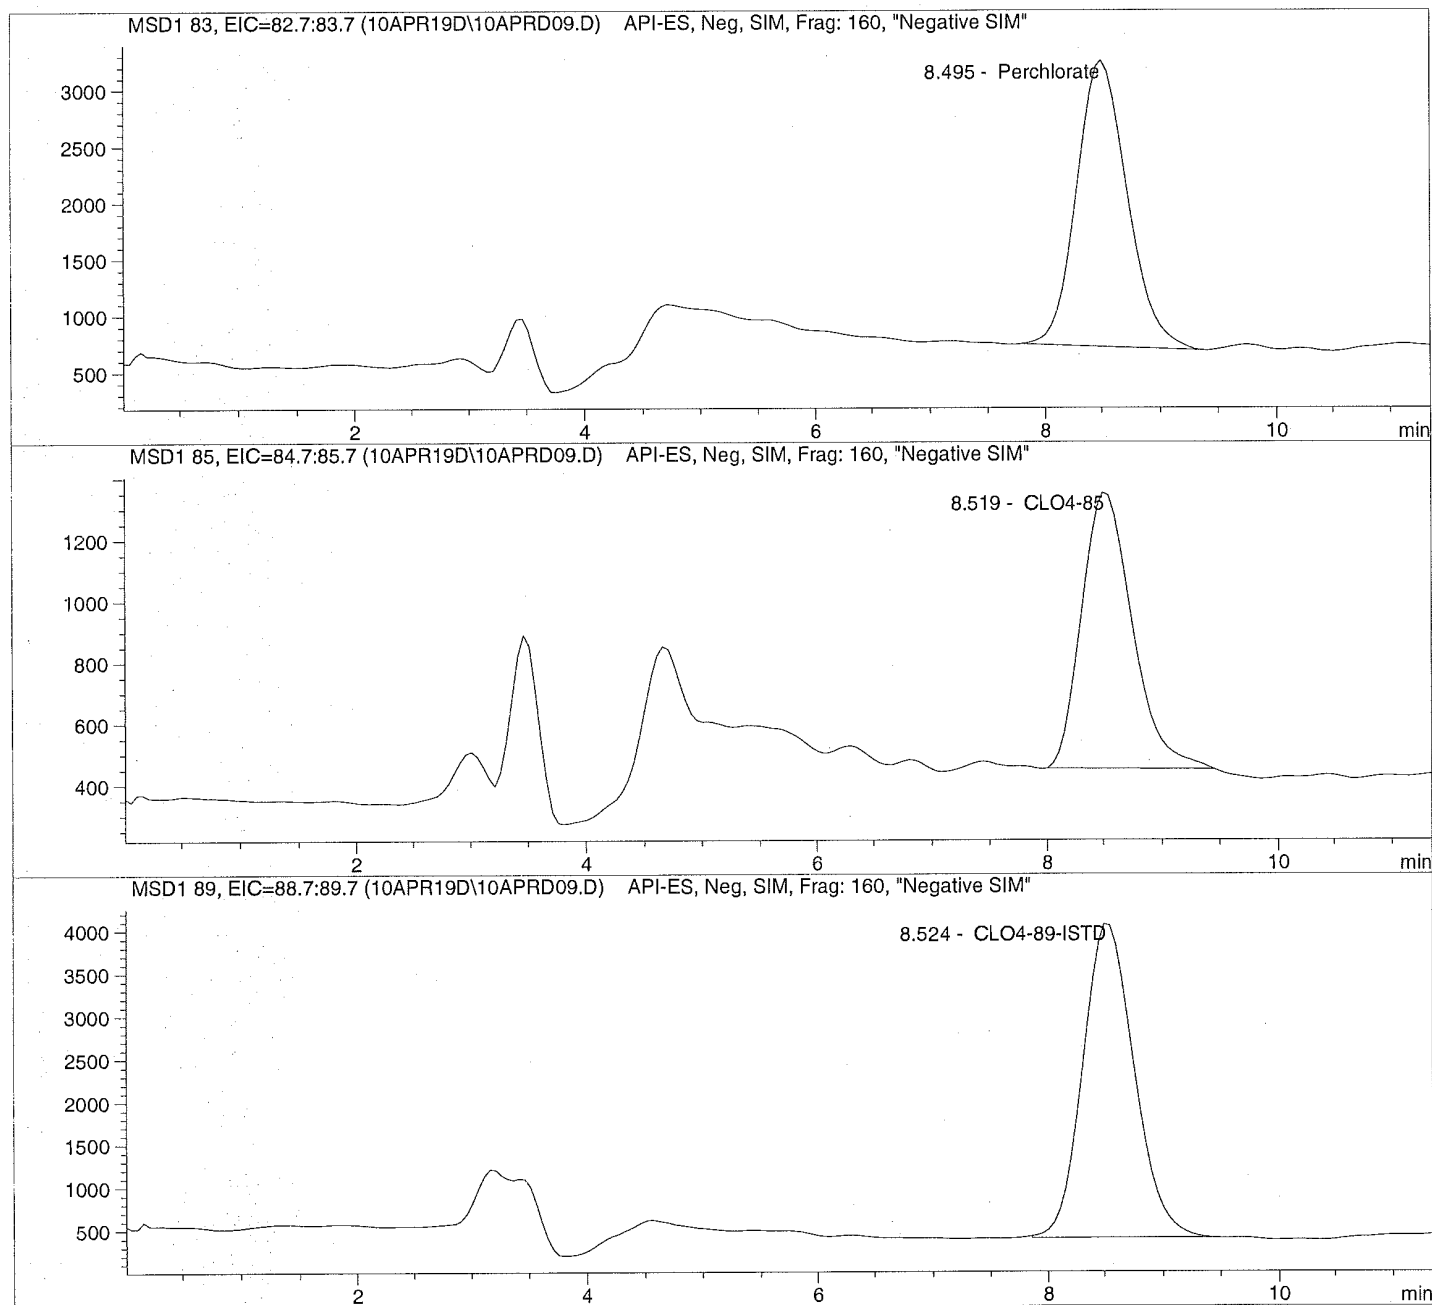 MSD1 83, EIC=82.7:83.7 (10APR19D\10APRD09.D) API-ES, Neg, SIM, Frag: 160, "Negative SIM"
8.495 - Perchlorate
3000
2500
2000
1500
1000
500
2 4 6 8 10 min
MSD1 85, EIC=84.7:85.7 (10APR19D\10APRD09.D) API-ES, Neg, SIM, Frag: 160, "Negative SIM"
8.519 - CLO4-85
1200
1000
800
600
400
2 4 6 8 10 min
MSD1 89, EIC=88.7:89.7 (10APR19D\10APRD09.D) API-ES, Neg, SIM, Frag: 160, "Negative SIM"
8.524 - CLO4-89-ISTD
4000
3500
3000
2500
2000
1500
1000
500
2 4 6 8 10 min